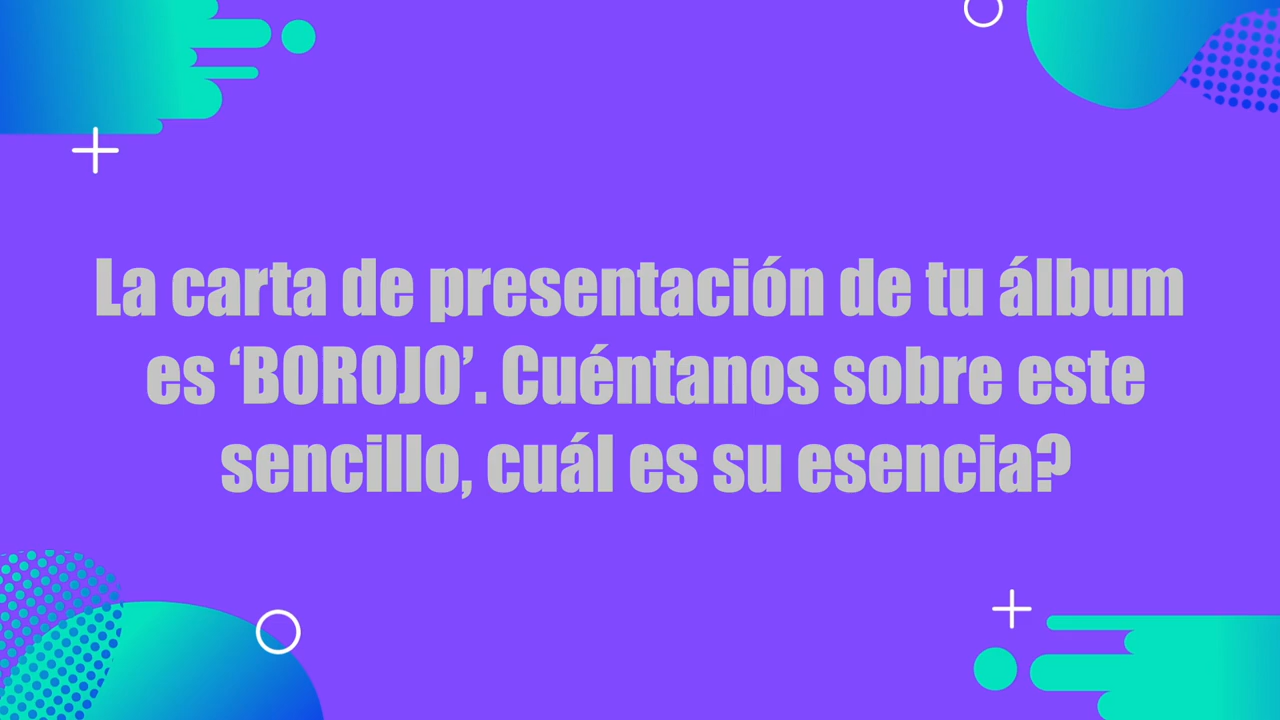 La carta de presentación de tu álbum
es ‘BOROJO’. Cuéntanos sobre este
sencillo, cuál es su esencia?